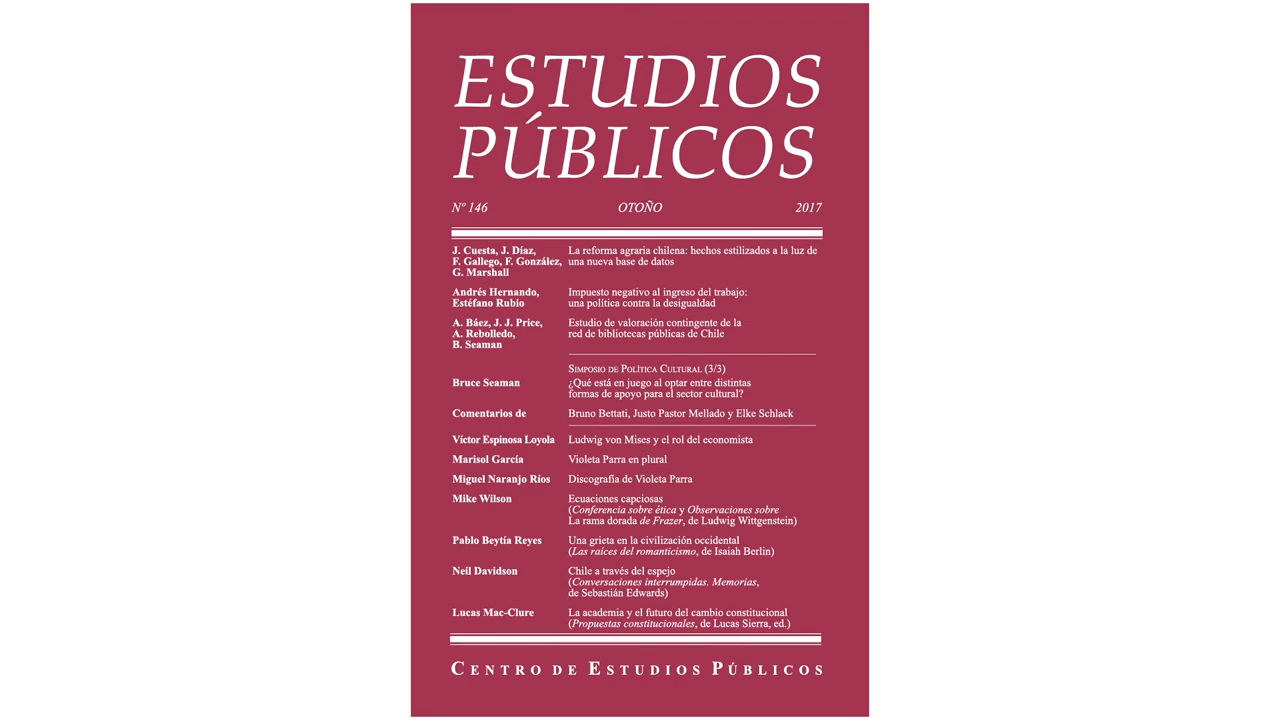 ESTUDIOS
PÚBLICOS
Nº 146 OTOÑO 2017
J. Cuesta, J. Díaz, La reforma agraria chilena: hechos estilizados a la luz de
F. Gallego, F. González, una nueva base de datos
G. Marshall
Andrés Hernando, Impuesto negativo al ingreso del trabajo:
Estéfano Rubio una política contra la desigualdad
A. Báez, J. J. Price, Estudio de valoración contingente de la
A. Rebolledo, red de bibliotecas públicas de Chile
B. Seaman
Simposio de Política Cultural (3/3)
Bruce Seaman ¿Qué está en juego al optar entre distintas
formas de apoyo para el sector cultural?
Comentarios de Bruno Bettati, Justo Pastor Mellado y Elke Schlack
Víctor Espinosa Loyola Ludwig von Mises y el rol del economista
Marisol García Violeta Parra en plural
Miguel Naranjo Ríos Discografía de Violeta Parra
Mike Wilson Ecuaciones capciosas
(Conferencia sobre ética y Observaciones sobre
La rama dorada de Frazer, de Ludwig Wittgenstein)
Pablo Beytía Reyes Una grieta en la civilización occidental
(Las raíces del romanticismo, de Isaiah Berlin)
Neil Davidson Chile a través del espejo
(Conversaciones interrumpidas. Memorias,
de Sebastián Edwards)
Lucas Mac-Clure La academia y el futuro del cambio constitucional
(Propuestas constitucionales, de Lucas Sierra, ed.)
Centro de Estudios Públicos